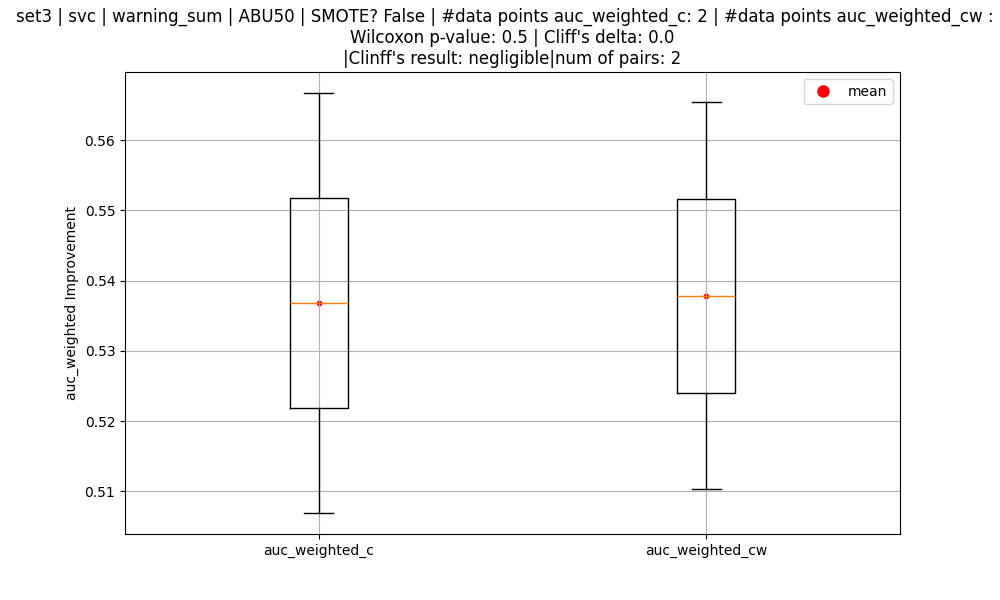 set3 | svc | warning_sum | ABU50 | SMOTE? False | #data points auc_weighted_c: 2 | #data points auc_weighted_cw :
Wilcoxon p-value: 0.5 | Cliff's delta: 0.0
|Clinff's result: negligible|num of pairs: 2
mean
0.56
0.55
0.54
0.53
0.52
0.51
auc_weighted Improvement
auc_weighted_c
auc_weighted_cw